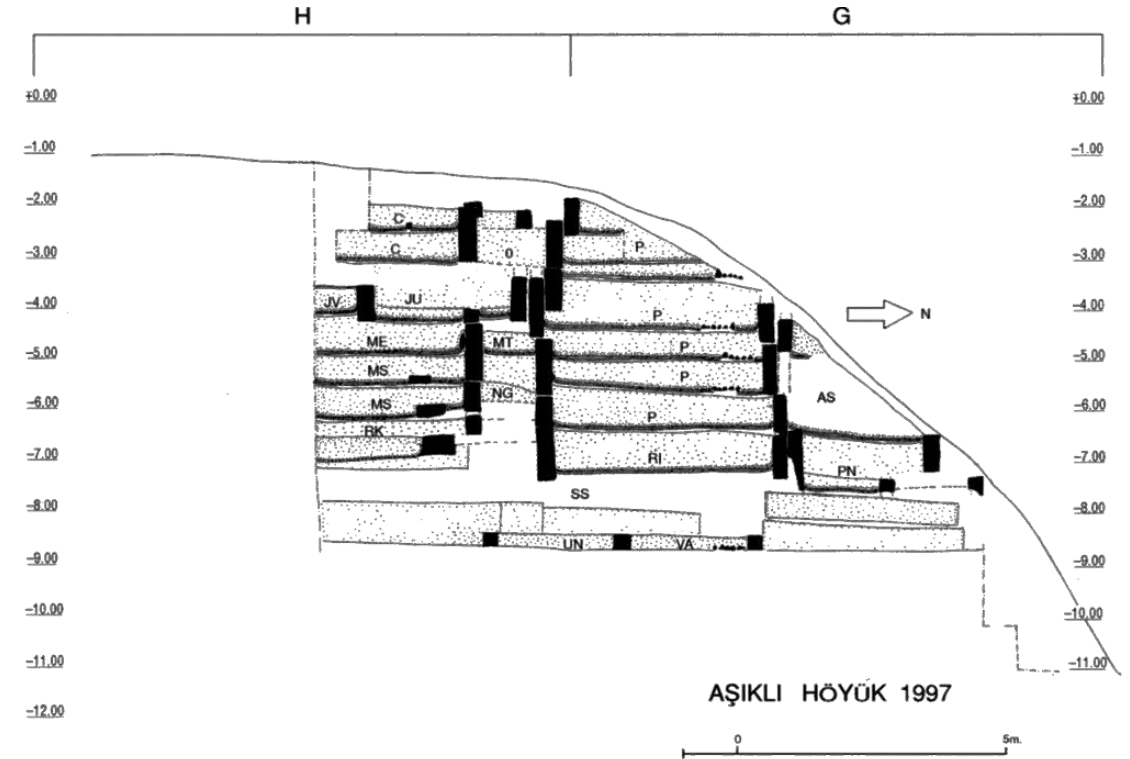 H G
+0.00 +0.00
-1.00 -1.00
-2.00 -2.00
C P
-3.00 C 0 -3.00
-4.00 JV JU P -4.00
N
-5.00 ME MT P -5.00
MS P
-6.00 MS NG AS -6.00
RK P
-7.00 RI PN -7.00
SS
-8.00 -8.00
UN VA
-9.00 -9.00
-10.00 -10.00
-11.00 -11.00
AŞIKLI HÖYÜK 1997
-12.00
0 5m.